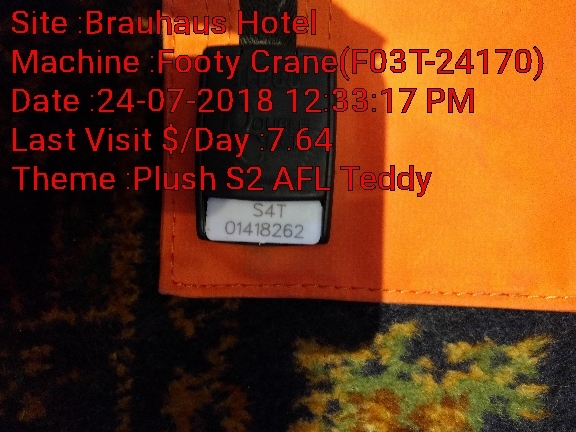 Site :Brauhaus Hotel
Machine :Footy Crane(F03T-24170)
Date :24-07-2018 12:33:17 PM
Last Visit $/Day :7.64
Theme :Plush S2 AFL Teddy
S4T
01418262